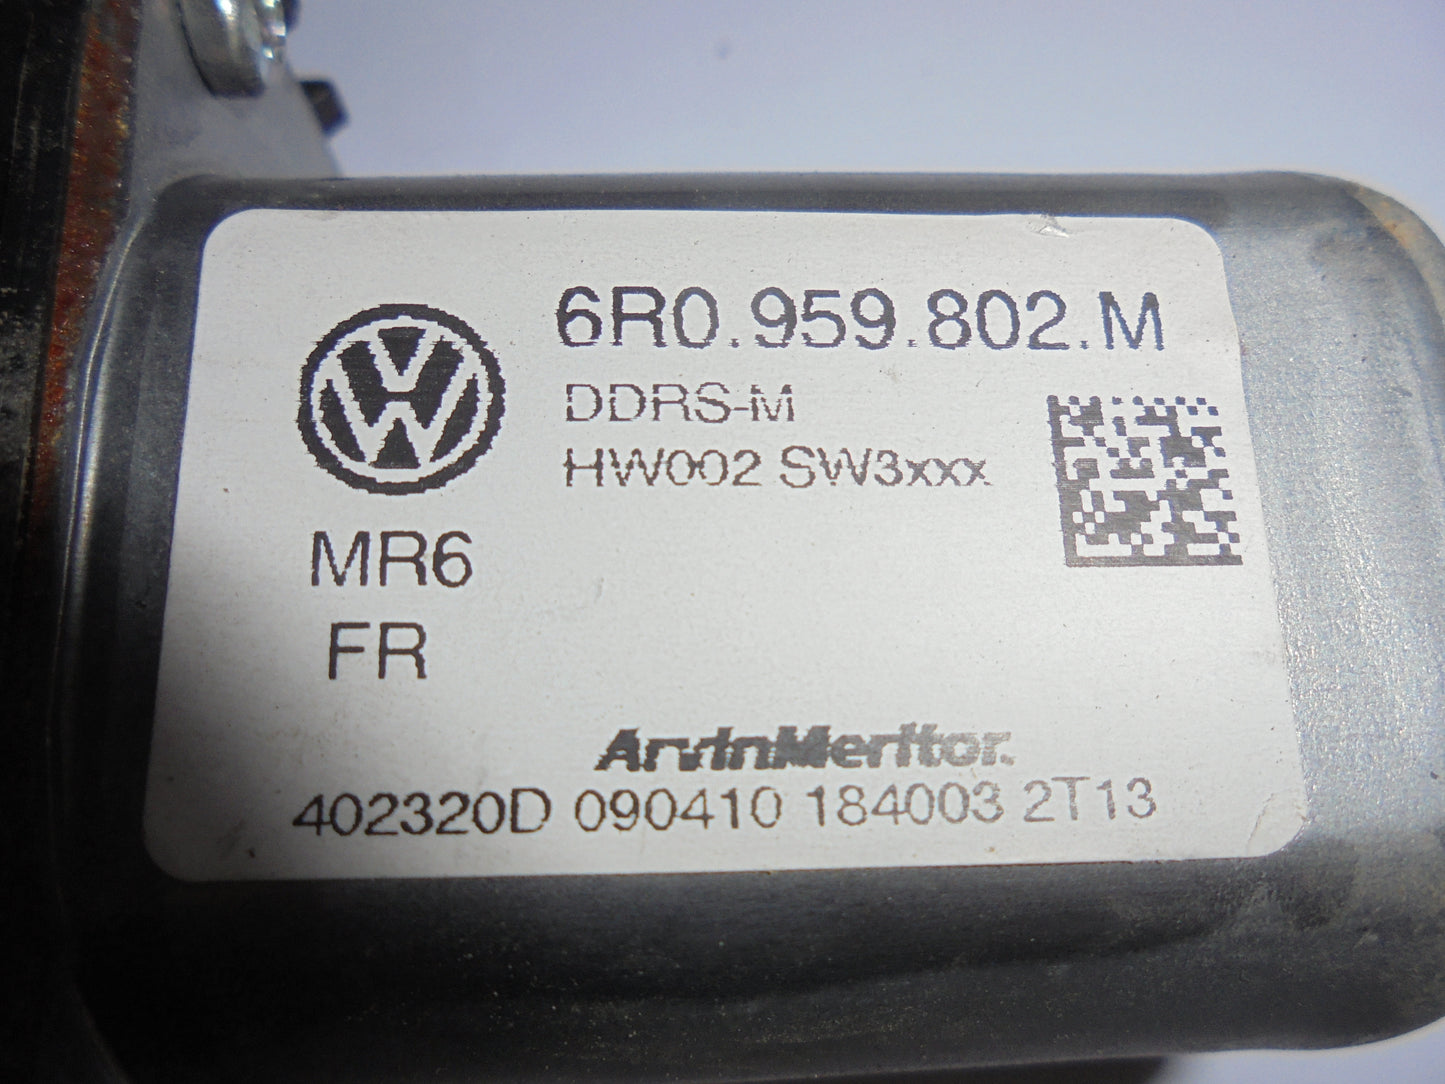 6R0.959.802.M
DDRS-M
HW002 SW3xxx
MR6
FR
ArvinMeritor.
402320D 090410 184003 2T13